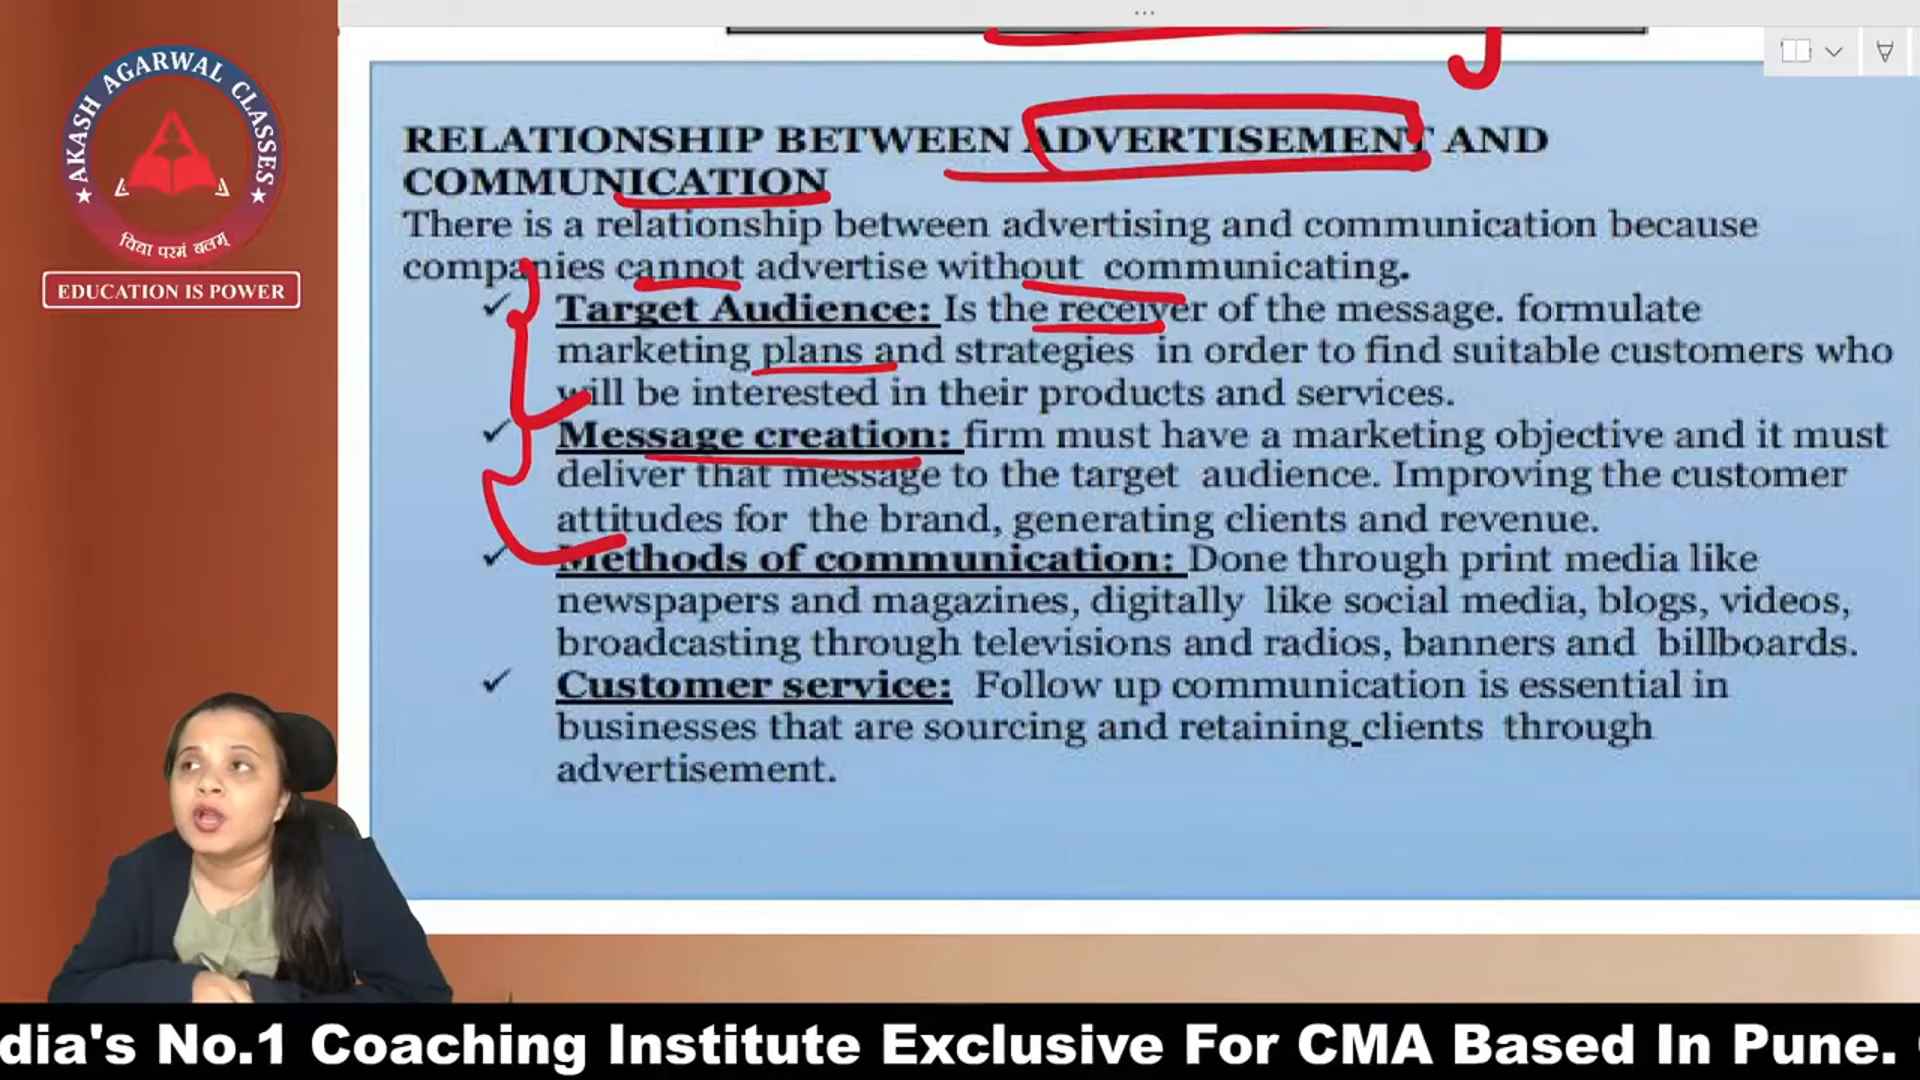 AKASH AGARWAL CLASSES
विद्या परमं बलम्
EDUCATION IS POWER
RELATIONSHIP BETWEEN ADVERTISEMENT AND
COMMUNICATION
There is a relationship between advertising and communication because
companies cannot advertise without communicating.
✓ Target Audience: Is the receiver of the message. formulate
marketing plans and strategies in order to find suitable customers who
will be interested in their products and services.
✓ Message creation: firm must have a marketing objective and it must
deliver that message to the target audience. Improving the customer
attitudes for the brand, generating clients and revenue.
✓ Methods of communication: Done through print media like
newspapers and magazines, digitally like social media, blogs, videos,
broadcasting through televisions and radios, banners and billboards.
✓ Customer service: Follow up communication is essential in
businesses that are sourcing and retaining clients through
advertisement.
dia's No.1 Coaching Institute Exclusive For CMA Based In Pune.